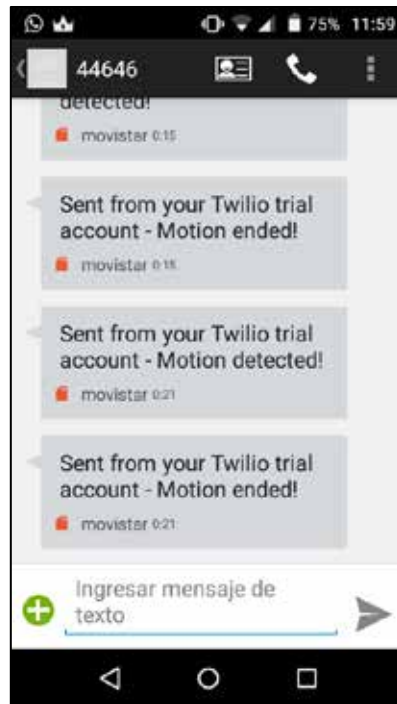 75% 11:59
44646
detected!
movistar 0:15
Sent from your Twilio trial
account - Motion ended!
movistar 0:15
Sent from your Twilio trial
account - Motion detected!
movistar 0:21
Sent from your Twilio trial
account - Motion ended!
movistar 0:21
Ingresar mensaje de
texto